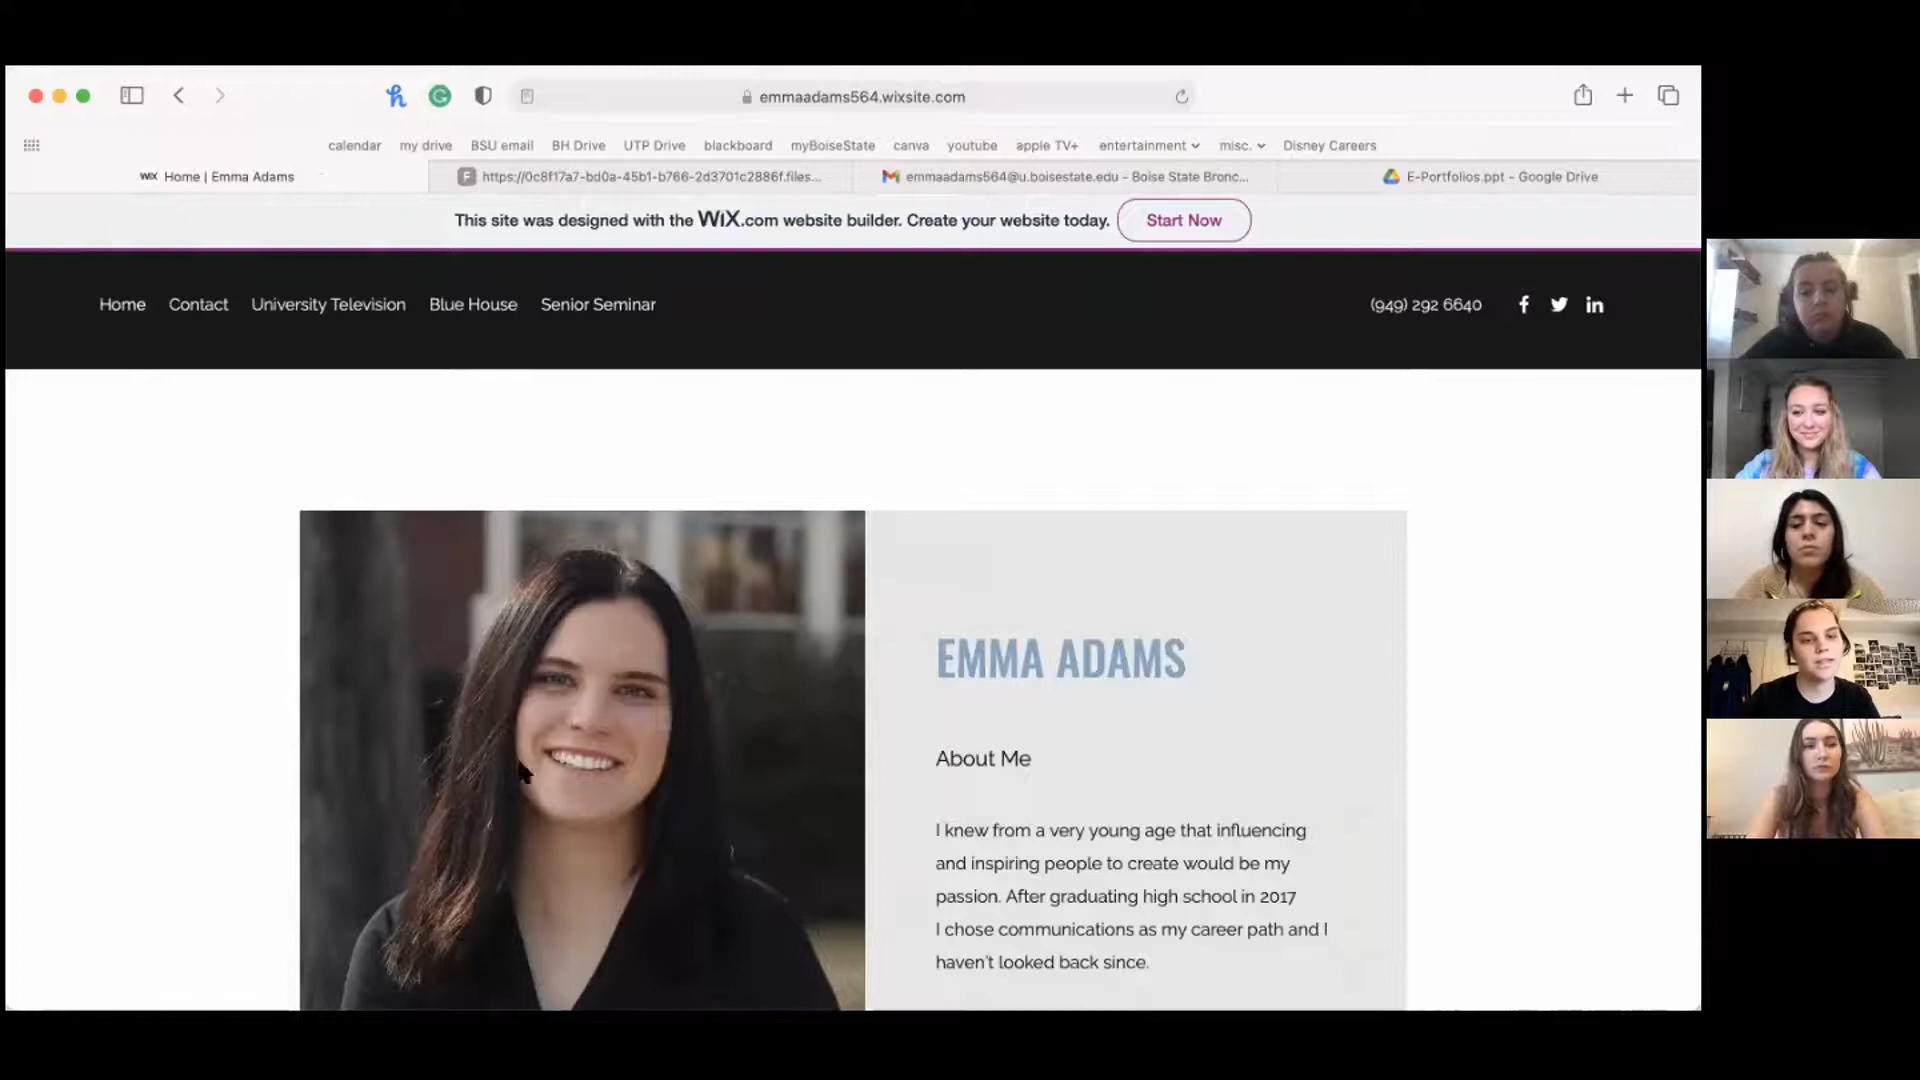 emmaadams564.wixsite.com
calendar my drive BSU email BH Drive UTP Drive blackboard myBoiseState canva youtube apple TV+ entertainment misc. Disney Careers
WIX Home | Emma Adams
https://0c8f17a7-bd0a-45b1-b766-2d3701c2886f.files...
emmaadams564@u.boisestate.edu - Boise State Bronc...
E-Portfolios.ppt - Google Drive
This site was designed with the WiX.com website builder. Create your website today. Start Now
Home Contact University Television Blue House Senior Seminar (949) 292 6640
EMMA ADAMS
About Me
I knew from a very young age that influencing
and inspiring people to create would be my
passion. After graduating high school in 2017
I chose communications as my career path and I
haven't looked back since.